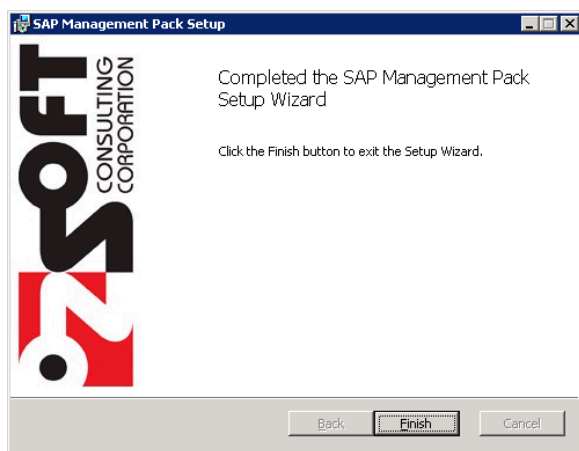 SAP Management Pack Setup
OZSOFT
CONSULTING
CORPORATION
Completed the SAP Management Pack
Setup Wizard
Click the Finish button to exit the Setup Wizard.
Back
Finish
Cancel